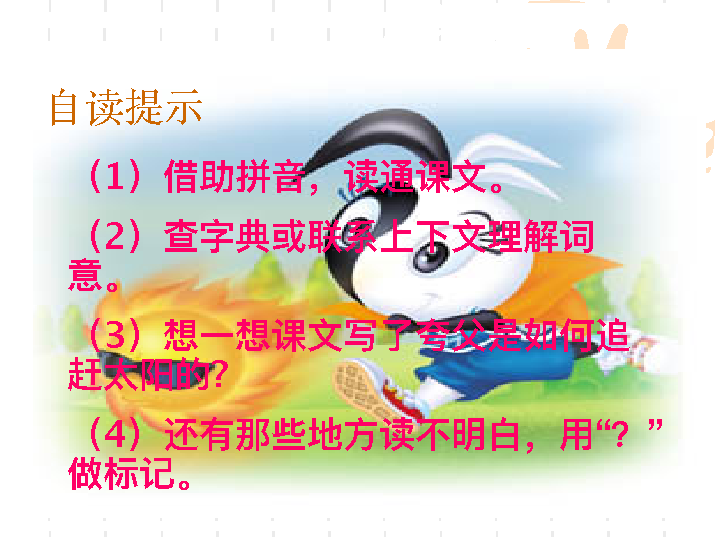 自读提示
（1）借助拼音，读通课文。
（2）查字典或联系上下文理解词
意。
（3）想一想课文写了夸父是如何追
赶太阳的？
（4）还有那些地方读不明白，用“？”
做标记。